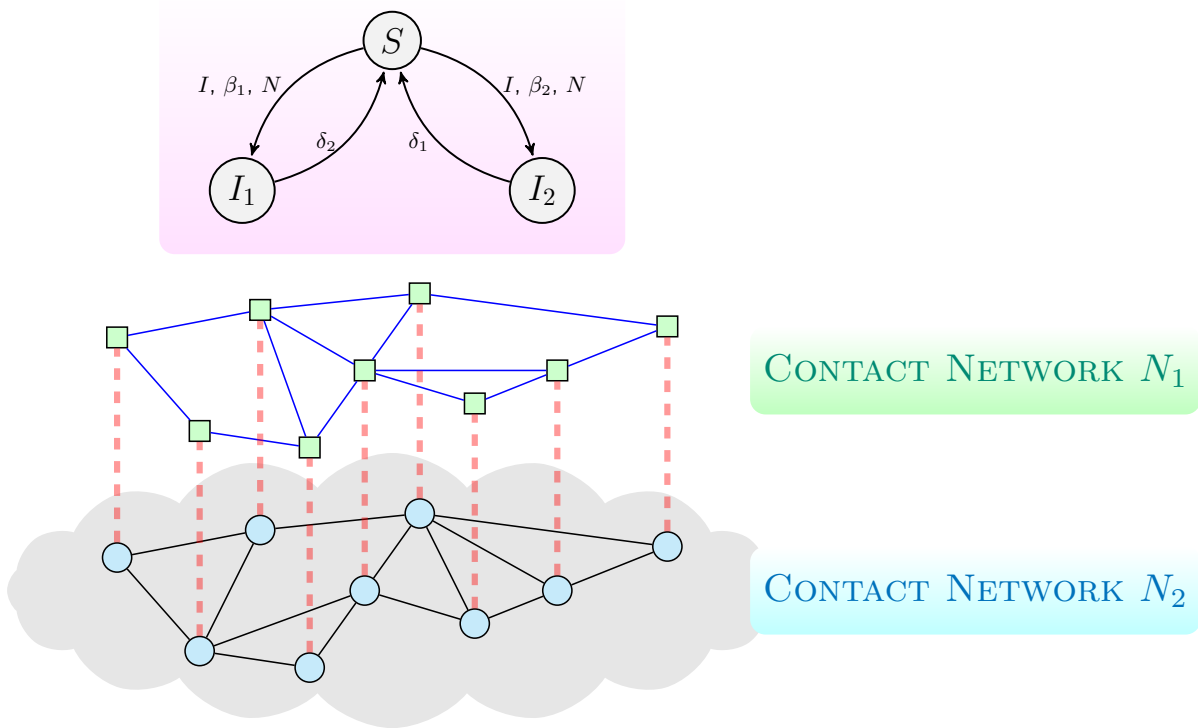 S
I, β₁, N
I, β₂, N
δ₂
δ₁
I₁
I₂
Contact Network N₁
Contact Network N₂